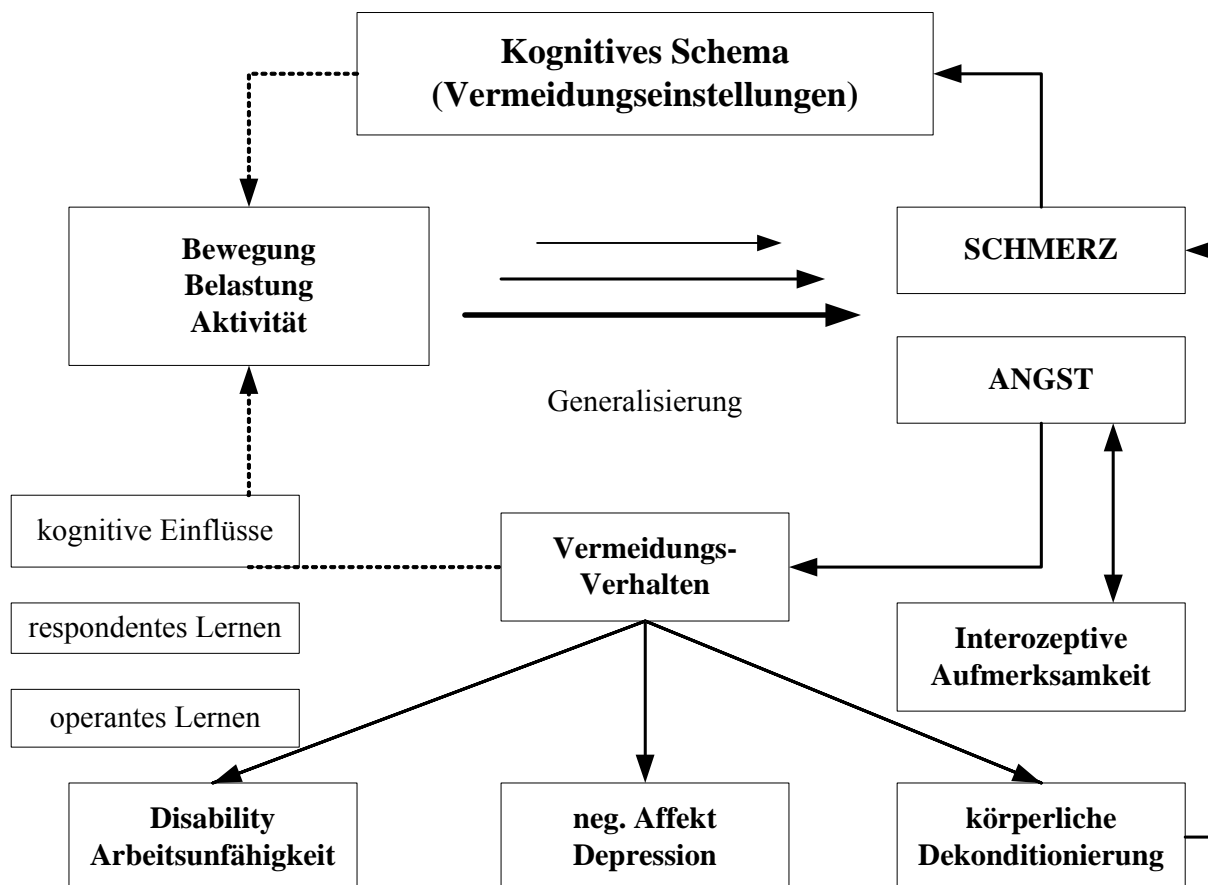 Kognitives Schema
(Vermeidungseinstellungen)
Bewegung
Belastung
Aktivität
SCHMERZ
ANGST
Generalisierung
kognitive Einflüsse
Vermeidungs-
Verhalten
respondentes Lernen
Interozeptive
Aufmerksamkeit
operantes Lernen
Disability
Arbeitsunfähigkeit
neg. Affekt
Depression
körperliche
Dekonditionierung